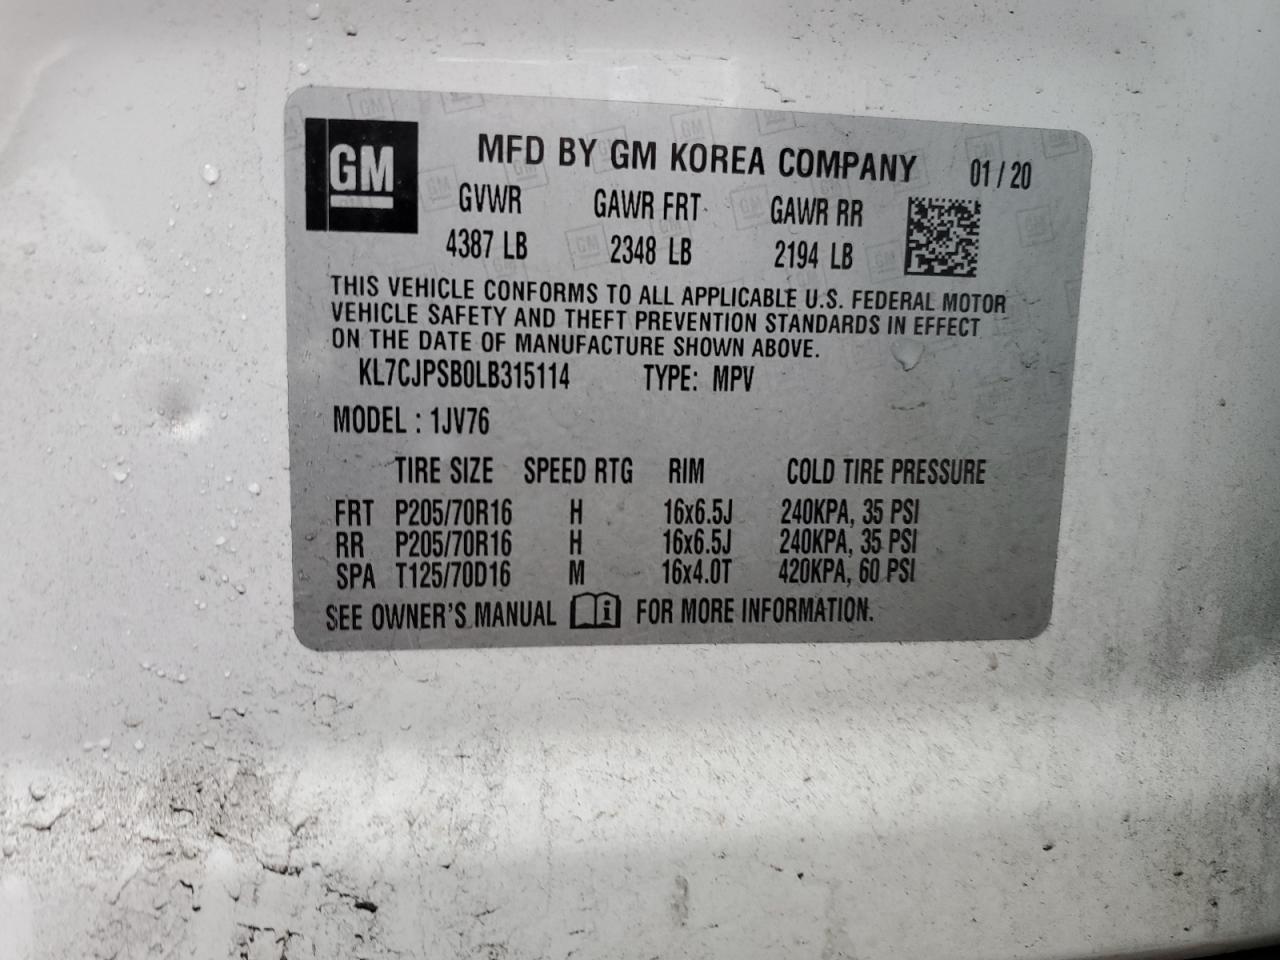 GM
MFD BY GM KOREA COMPANY 01/20
GVWR GAWR FRT GAWR RR
4387 LB 2348 LB 2194 LB
THIS VEHICLE CONFORMS TO ALL APPLICABLE U.S. FEDERAL MOTOR
VEHICLE SAFETY AND THEFT PREVENTION STANDARDS IN EFFECT
ON THE DATE OF MANUFACTURE SHOWN ABOVE.
KL7CJPSB0LB315114 TYPE: MPV
MODEL : 1JV76
TIRE SIZE SPEED RTG RIM COLD TIRE PRESSURE
FRT P205/70R16 H 16x6.5J 240KPA, 35 PSI
RR P205/70R16 H 16x6.5J 240KPA, 35 PSI
SPA T125/70D16 M 16x4.0T 420KPA, 60 PSI
SEE OWNER'S MANUAL i FOR MORE INFORMATION.